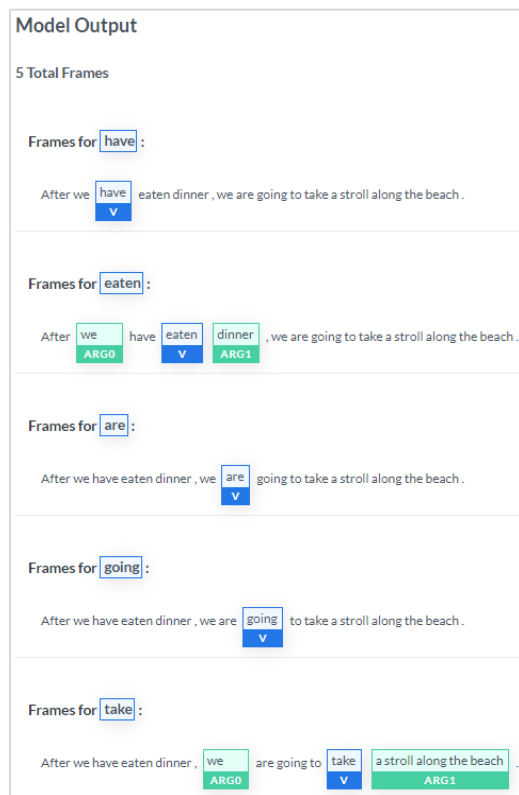 Model Output
5 Total Frames
Frames for have :
After we have eaten dinner , we are going to take a stroll along the beach .
V
Frames for eaten :
After we have eaten dinner , we are going to take a stroll along the beach .
ARG0 V ARG1
Frames for are :
After we have eaten dinner , we are going to take a stroll along the beach .
V
Frames for going :
After we have eaten dinner , we are going to take a stroll along the beach .
V
Frames for take :
After we have eaten dinner , we are going to take a stroll along the beach .
ARG0 V ARG1